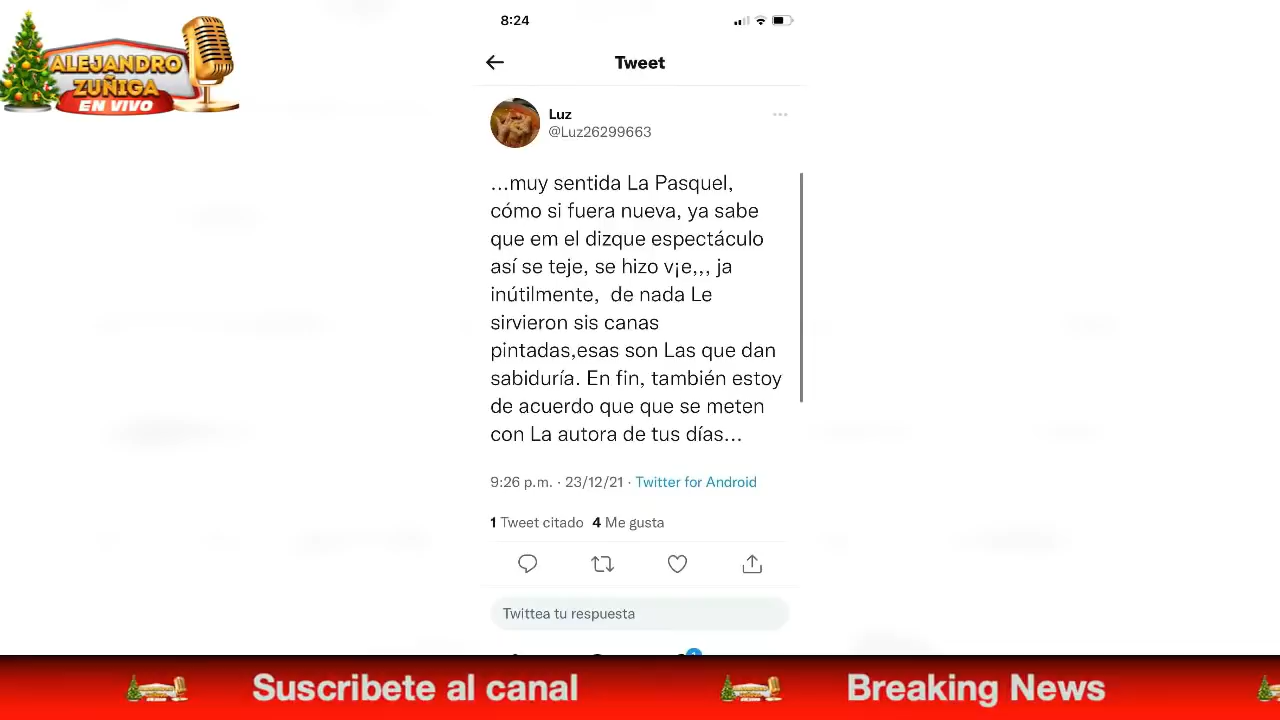 ALEJANDRO
ZUÑIGA
EN VIVO
8:24
Tweet
Luz
@Luz26299663
...muy sentida La Pasquel,
cómo si fuera nueva, ya sabe
que em el dizque espectáculo
así se teje, se hizo v¡e,,, ja
inútilmente,  de nada Le
sirvieron sis canas
pintadas,esas son Las que dan
sabiduría. En fin, también estoy
de acuerdo que que se meten
con La autora de tus días...
9:26 p.m. · 23/12/21 · Twitter for Android
1 Tweet citado 4 Me gusta
Twittea tu respuesta
Suscribete al canal
Breaking News